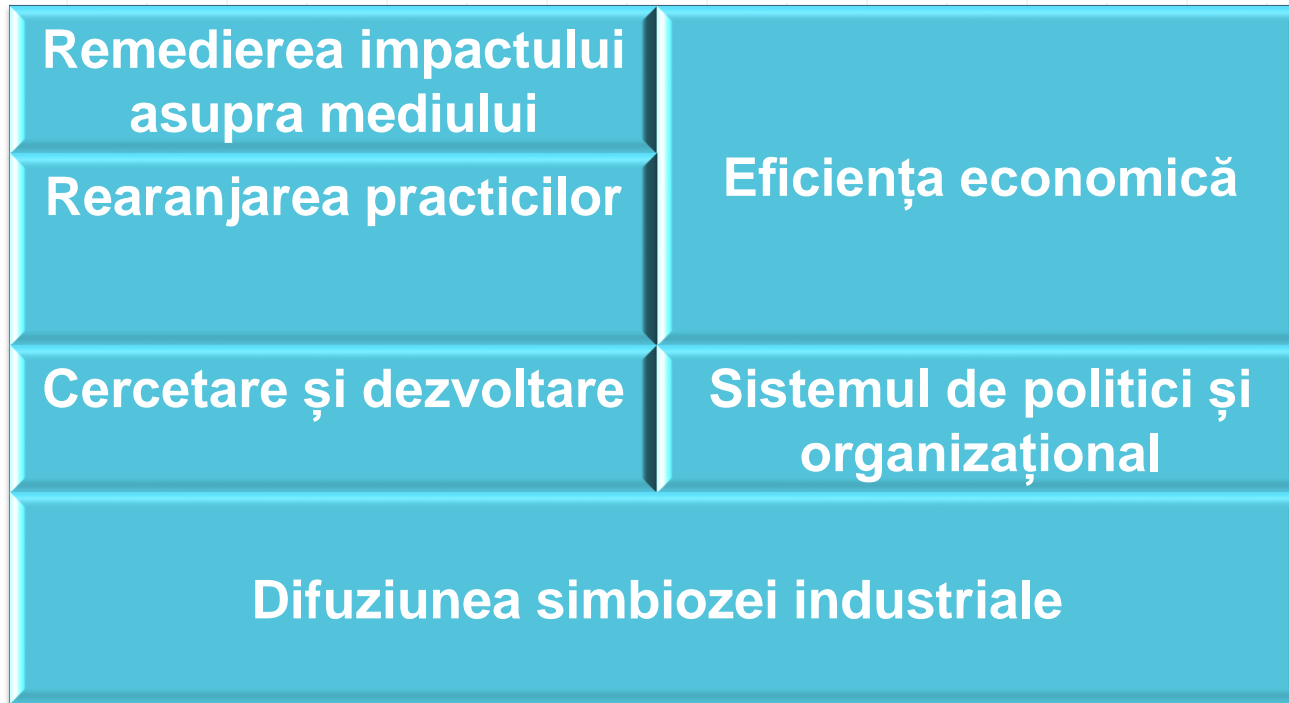 Remedierea impactului
asupra mediului
Eficiența economică
Rearanjarea practicilor
Cercetare și dezvoltare
Sistemul de politici și
organizațional
Difuziunea simbiozei industriale